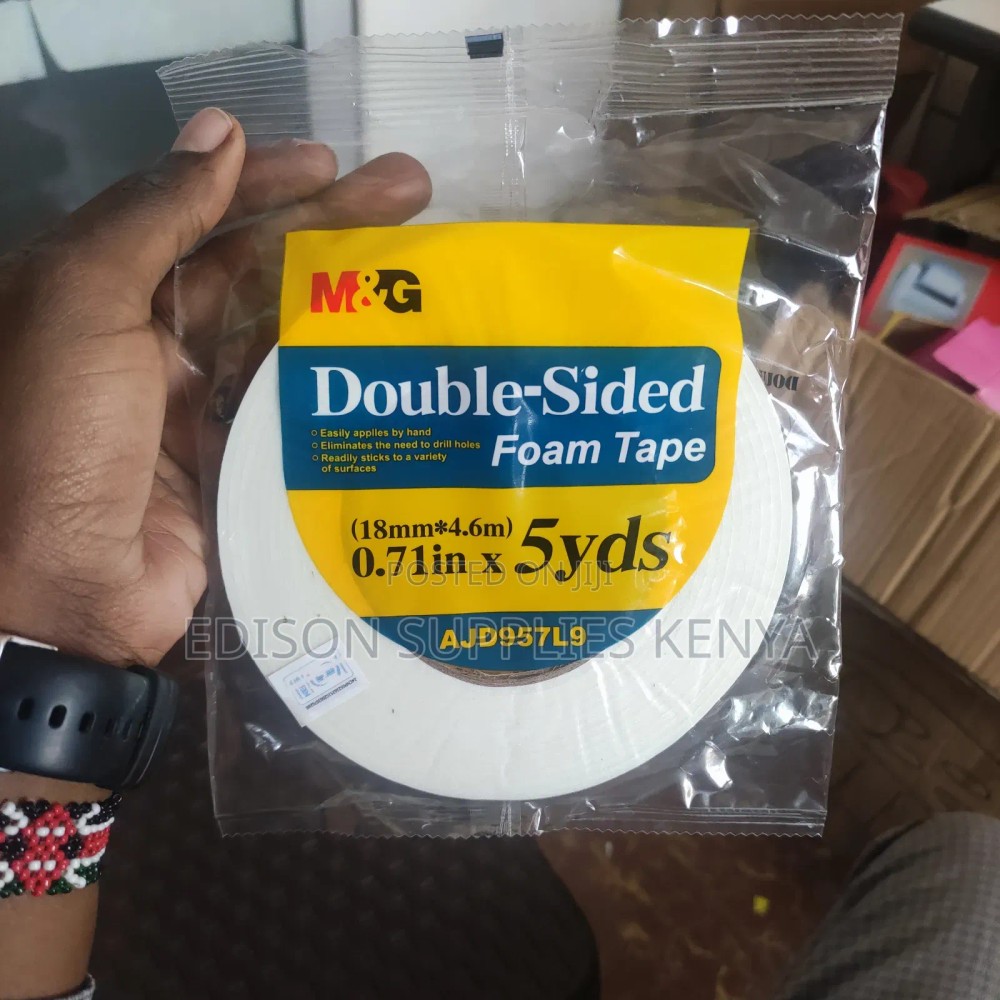 M&G
Double-Sided
Foam Tape
Easily applies by hand
Eliminates the need to drill holes
Readily sticks to a variety
of surfaces
(18mm*4.6m)
0.71in x 5yds
POSTED ON JIJI
EDISON SUPPLIES KENYA
AJD957L9